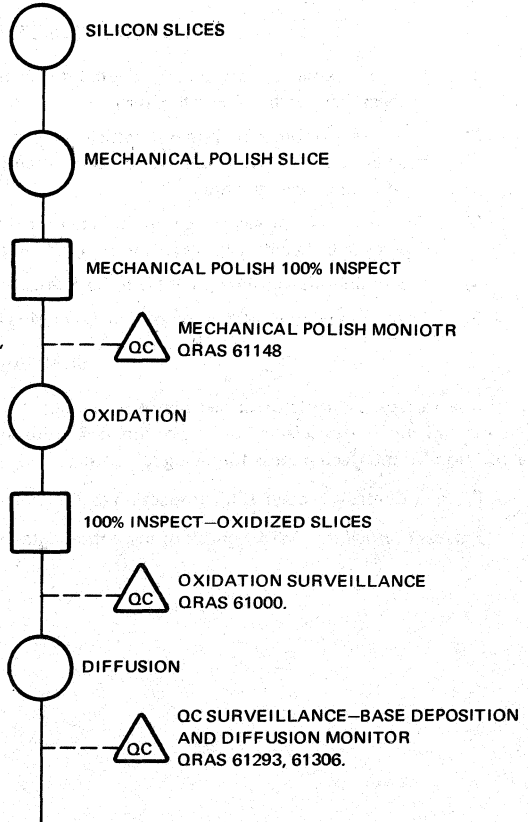 SILICON SLICES
MECHANICAL POLISH SLICE
MECHANICAL POLISH 100% INSPECT
QC
MECHANICAL POLISH MONIOTR
QRAS 61148
OXIDATION
100% INSPECT—OXIDIZED SLICES
QC
OXIDATION SURVEILLANCE
QRAS 61000.
DIFFUSION
QC
QC SURVEILLANCE—BASE DEPOSITION
AND DIFFUSION MONITOR
QRAS 61293, 61306.